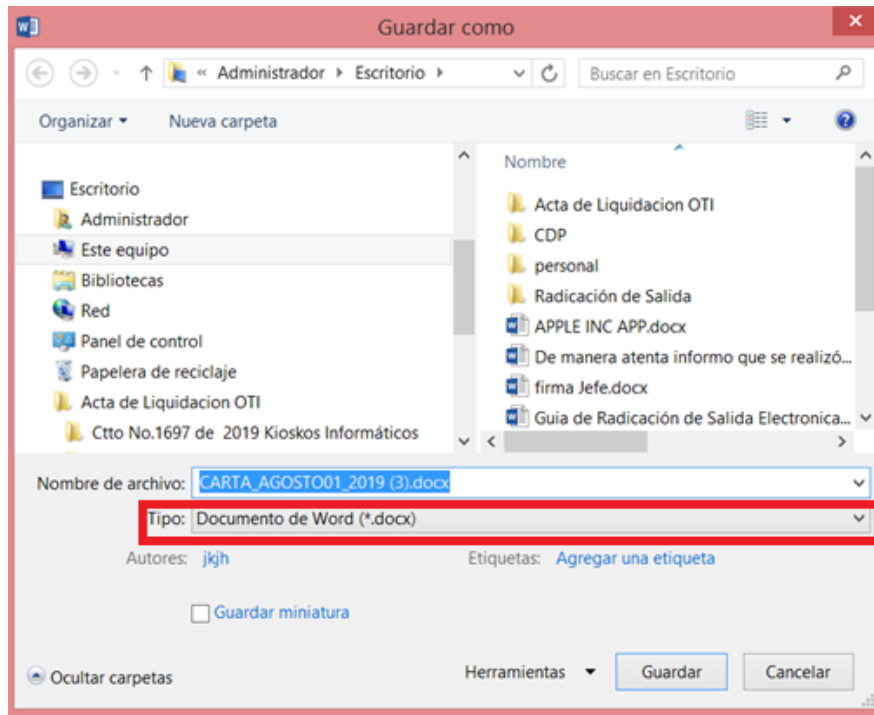 Guardar como
« Administrador Escritorio
Buscar en Escritorio
Organizar
Nueva carpeta
Escritorio
Administrador
Este equipo
Bibliotecas
Red
Panel de control
Papelera de reciclaje
Acta de Liquidacion OTI
Ctto No.1697 de 2019 Kioskos Informáticos
Nombre
Acta de Liquidacion OTI
CDP
personal
Radicación de Salida
APPLE INC APP.docx
De manera atenta informo que se realizó...
firma Jefe.docx
Guia de Radicación de Salida Electronica...
Nombre de archivo: CARTA_AGOSTO01_2019 (3).docx
Tipo: Documento de Word (*.docx)
Autores: jkjh
Etiquetas: Agregar una etiqueta
Guardar miniatura
Ocultar carpetas
Herramientas
Guardar
Cancelar